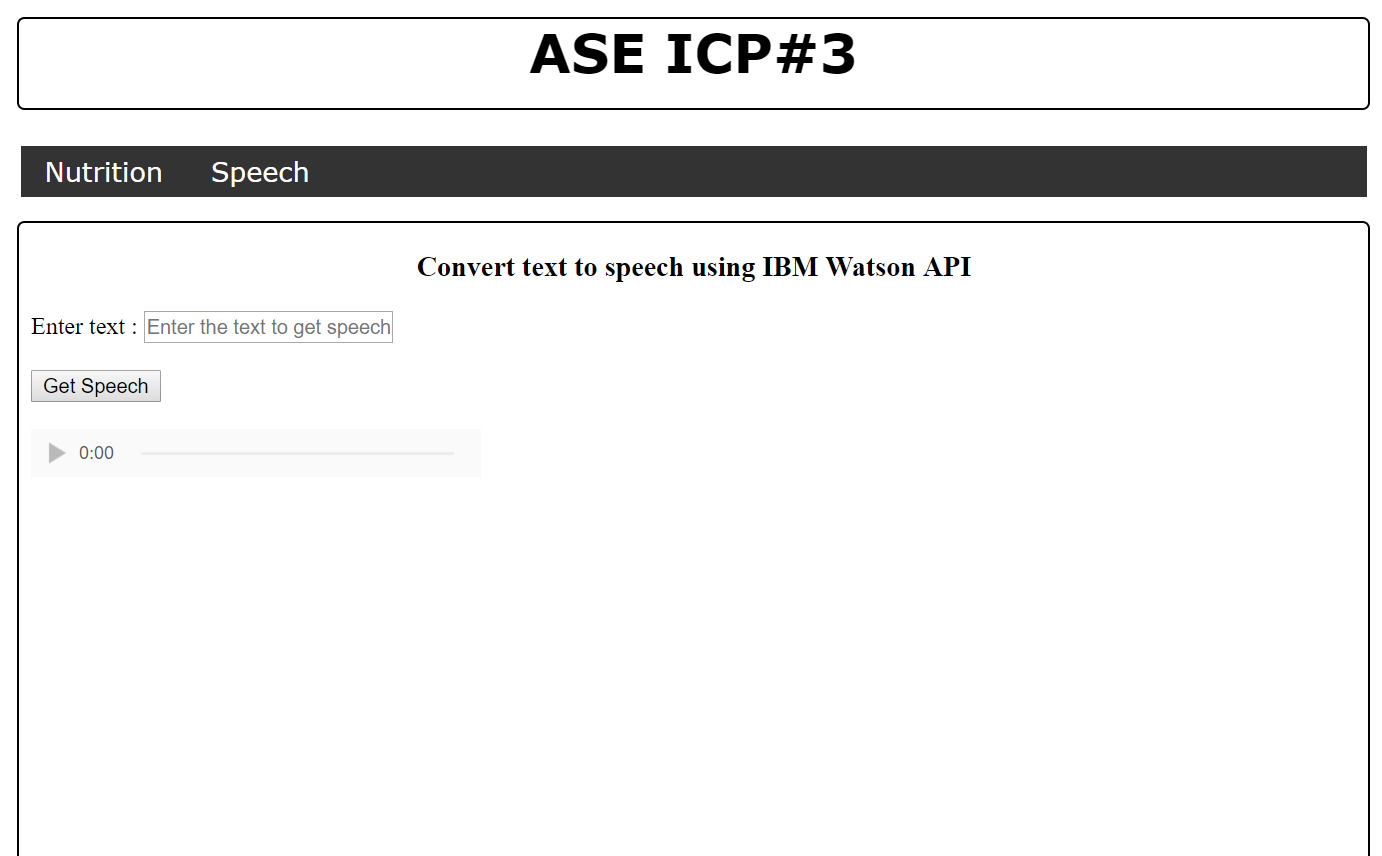 ASE ICP#3
Nutrition Speech
Convert text to speech using IBM Watson API
Enter text : Enter the text to get speech
Get Speech
0:00